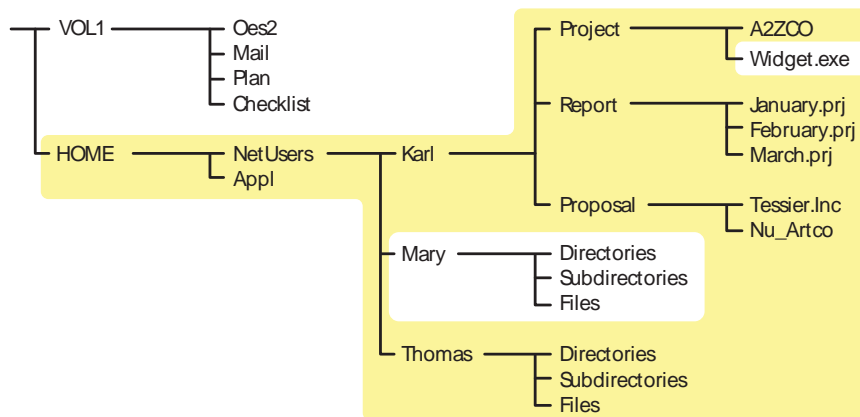 VOL1
Oes2
Mail
Plan
Checklist
HOME
NetUsers
Appl
Karl
Project
A2ZCO
Widget.exe
Report
January.prj
February.prj
March.prj
Proposal
Tessier.Inc
Nu_Artco
Mary
Directories
Subdirectories
Files
Thomas
Directories
Subdirectories
Files